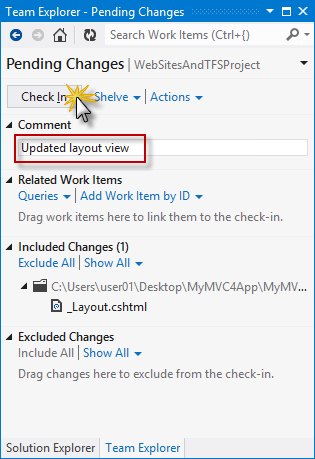 Team Explorer - Pending Changes
Search Work Items (Ctrl+{)
Pending Changes | WebSitesAndTFSProject
Check In Shelve Actions
Comment
Updated layout view
Related Work Items
Queries Add Work Item by ID
Drag work items here to link them to the check-in.
Included Changes (1)
Exclude All Show All
C:\Users\user01\Desktop\MyMVC4App\MyMV
_Layout.cshtml
Excluded Changes
Include All Show All
Drag changes here to exclude from the check-in.
Solution Explorer Team Explorer